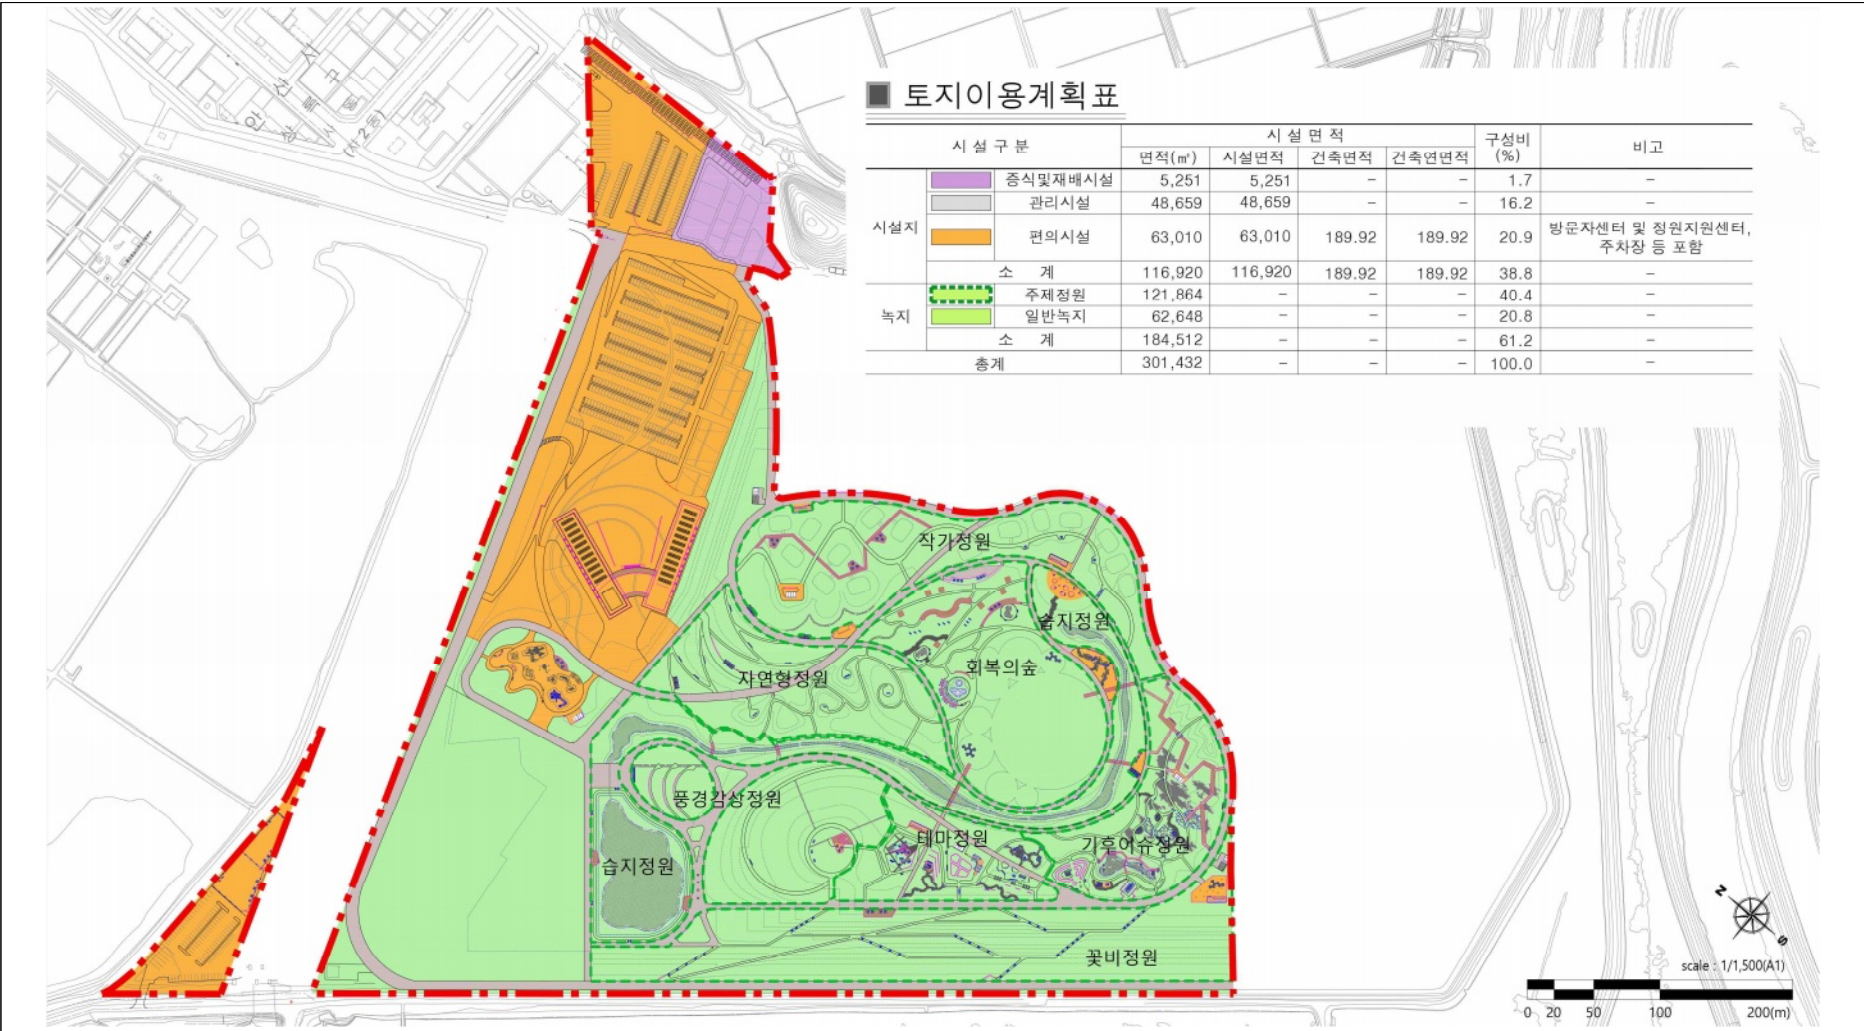 토지이용계획표
시설구분 시설면적 구성비(%) 비고
면적(㎡) 시설면적 건축면적 건축연면적
시설지 증식및재배시설 5,251 5,251 – – 1.7 –
관리시설 48,659 48,659 – – 16.2 –
편의시설 63,010 63,010 189.92 189.92 20.9 방문자센터 및 정원지원센터,
주차장 등 포함
소 계 116,920 116,920 189.92 189.92 38.8 –
녹지 주제정원 121,864 – – – 40.4 –
일반녹지 62,648 – – – 20.8 –
소 계 184,512 – – – 61.2 –
총계 301,432 – – – 100.0 –
작가정원
습지정원
회복의숲
자연형정원
풍경감상정원
테마정원
기후이슈정원
습지정원
꽃비정원
N
S
scale : 1/1,500(A1)
0 20 50 100 200(m)